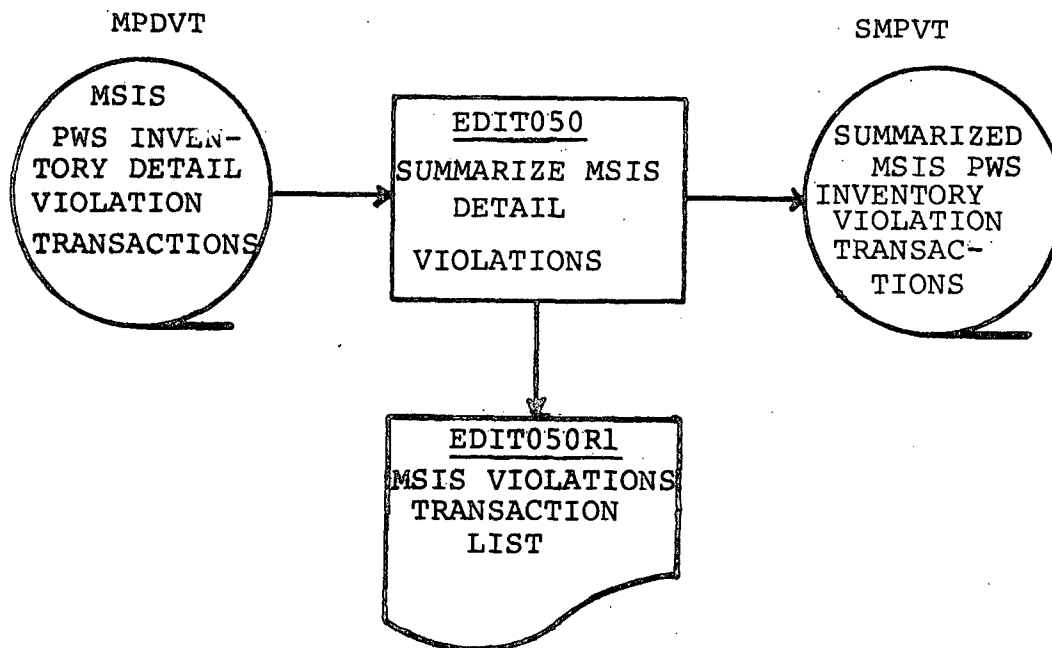 MPDVT
MSIS
PWS INVEN-
TORY DETAIL
VIOLATION
TRANSACTIONS
EDIT050
SUMMARIZE MSIS
DETAIL
VIOLATIONS
SMPVT
SUMMARIZED
MSIS PWS
INVENTORY
VIOLATION
TRANSAC-
TIONS
EDIT050R1
MSIS VIOLATIONS
TRANSACTION
LIST